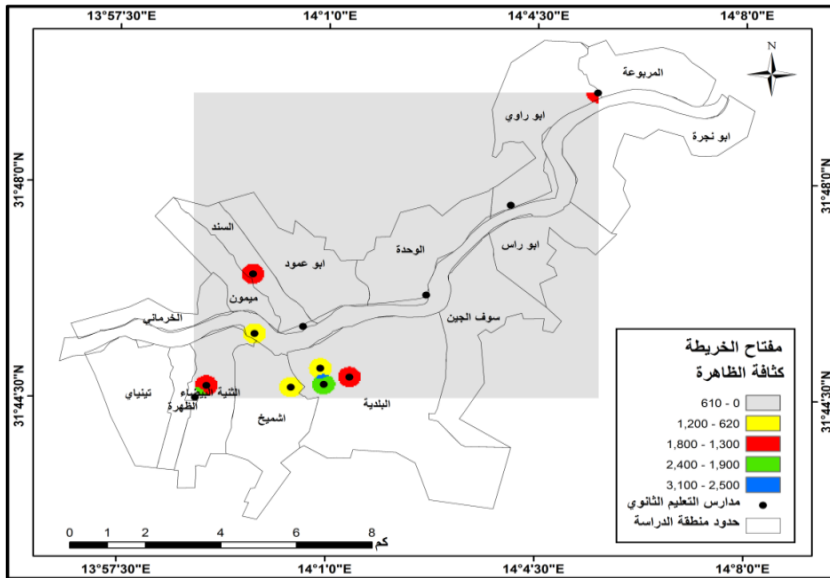 13°57'30"E 14°1'0"E 14°4'30"E 14°8'0"E
N
المربوعة
ابو راوي
ابو نجرة
31°48'0"N 31°48'0"N
السند
ابو عمود
الوحدة
ابو راس
ميمون
الخرماني
سوف الجين
تينياي
الثنية البيضاء
الظهرة
اشميخ
البلدية
31°44'30"N 31°44'30"N
مفتاح الخريطة
كثافة الظاهرة
610 - 0
1,200 - 620
1,800 - 1,300
2,400 - 1,900
3,100 - 2,500
مدارس التعليم الثانوي
حدود منطقة الدراسة
0 1 2 4 6 8
كم
13°57'30"E 14°1'0"E 14°4'30"E 14°8'0"E